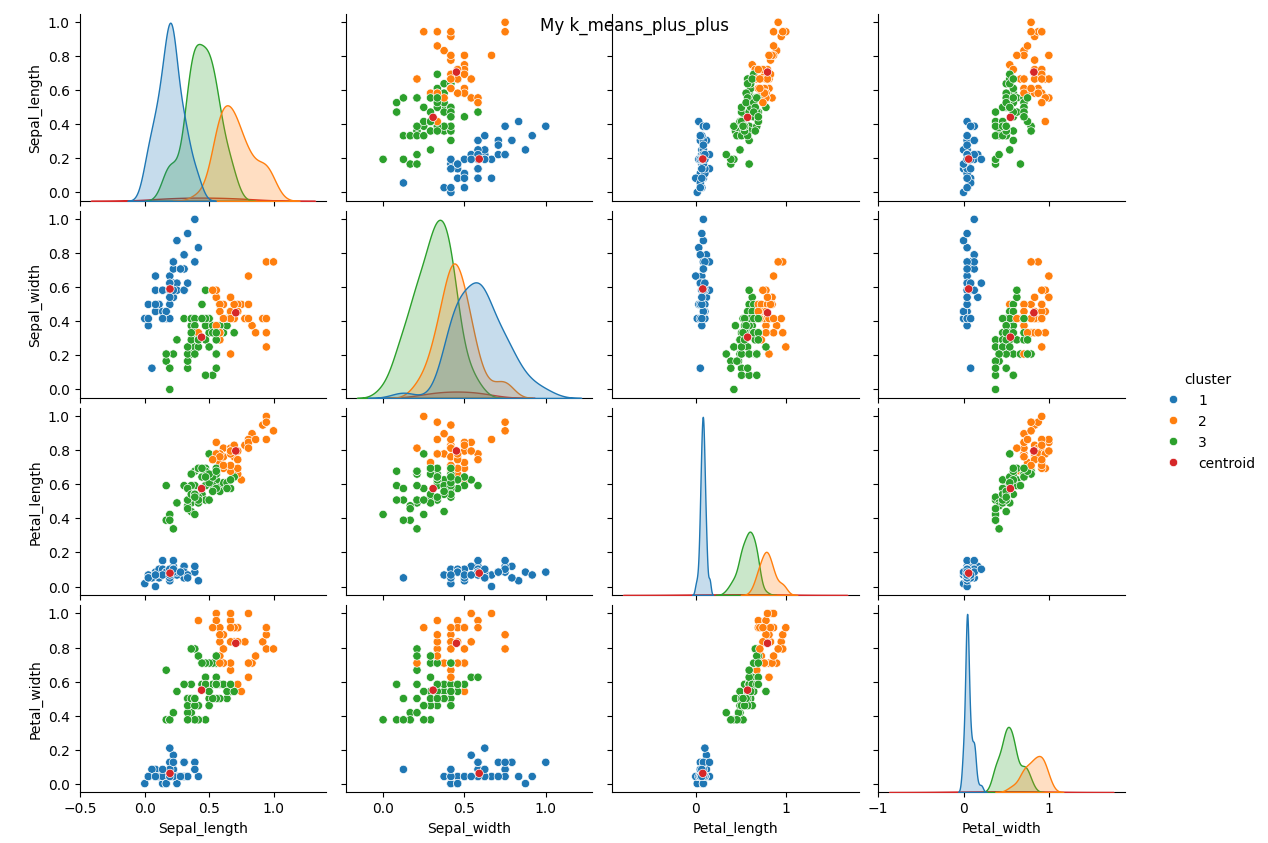 My k_means_plus_plus
Sepal_length
1.0
0.8
0.6
0.4
0.2
0.0
Sepal_width
1.0
0.8
0.6
0.4
0.2
0.0
cluster
1
2
3
centroid
Petal_length
1.0
0.8
0.6
0.4
0.2
0.0
Petal_width
1.0
0.8
0.6
0.4
0.2
0.0
−0.5 0.0 0.5 1.0
0.0 0.5 1.0
0 1
−1 0 1
Sepal_length Sepal_width Petal_length Petal_width